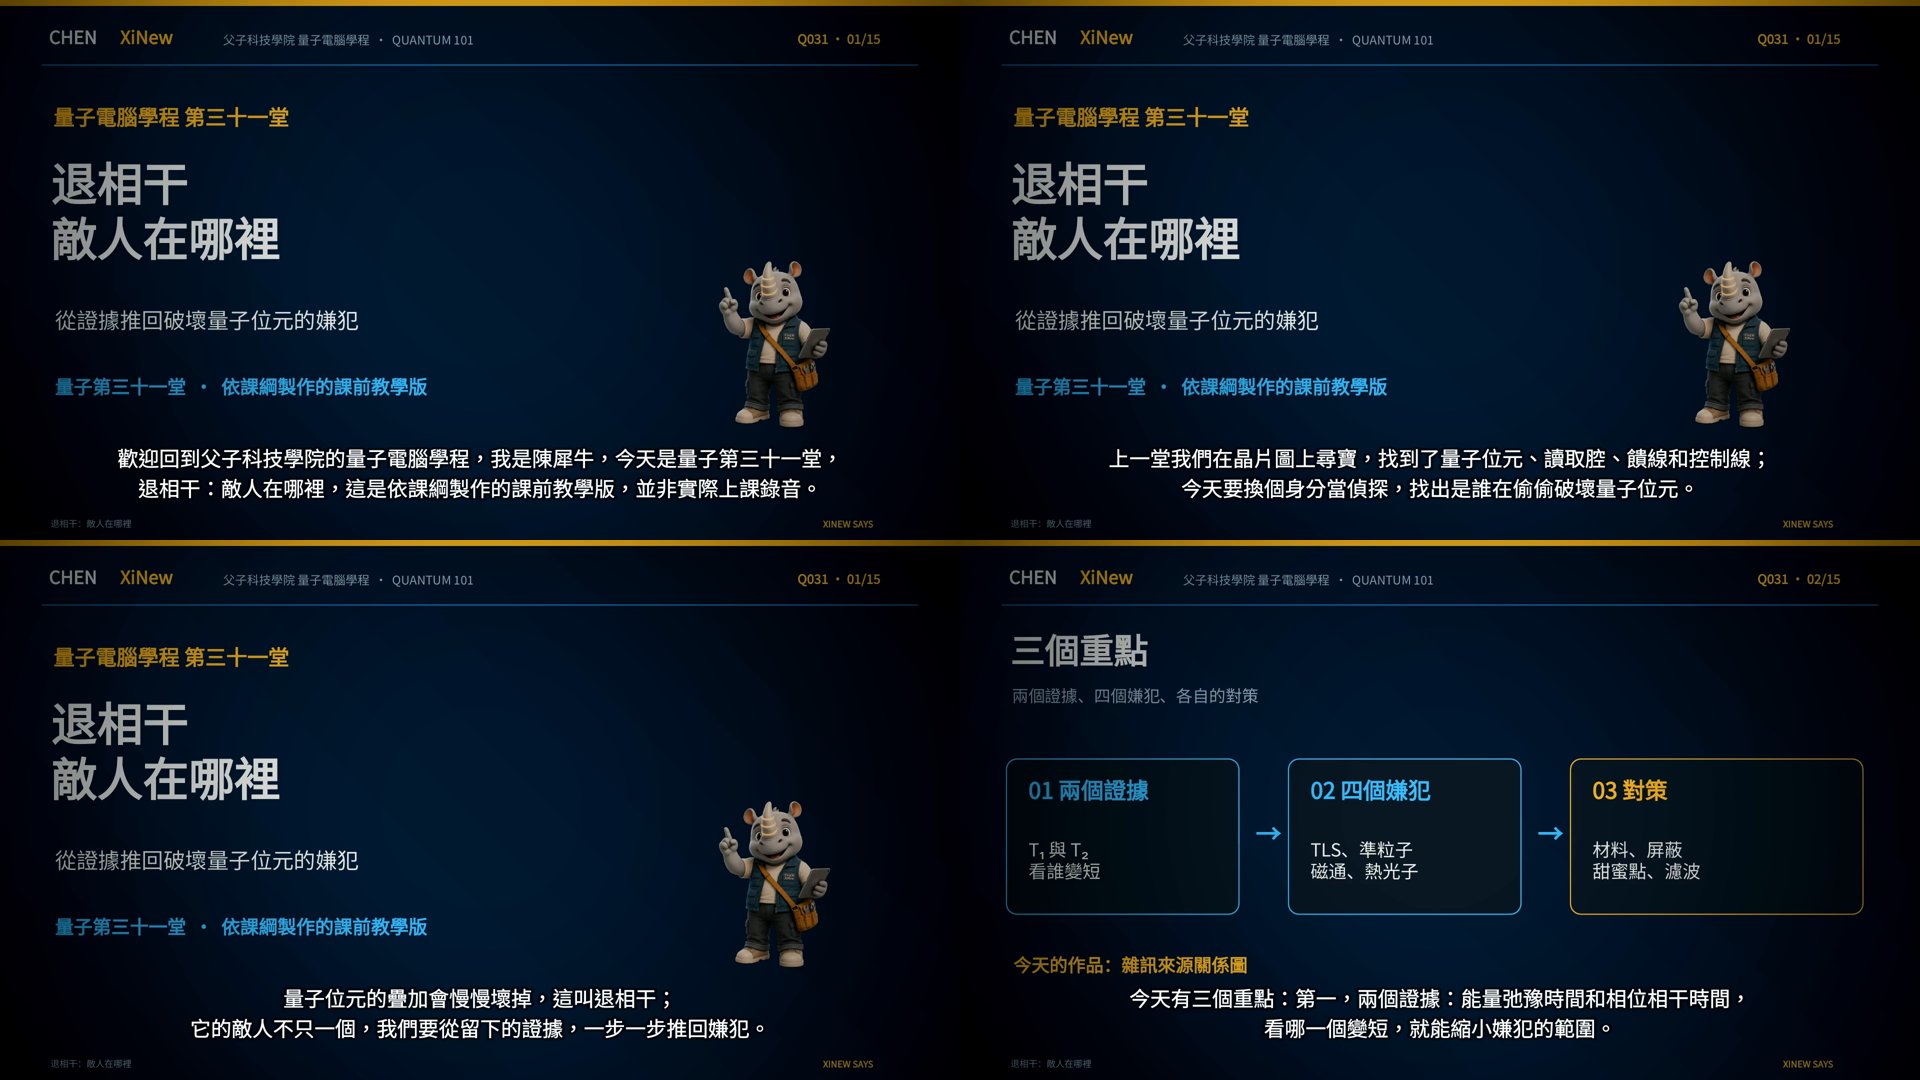 CHEN XiNew 父子科技學院 量子電腦學程 · QUANTUM 101 Q031 · 01/15
量子電腦學程 第三十一堂
退相干
敵人在哪裡
從證據推回破壞量子位元的嫌犯
量子第三十一堂 · 依課綱製作的課前教學版
歡迎回到父子科技學院的量子電腦學程，我是陳犀牛，今天是量子第三十一堂，
退相干：敵人在哪裡，這是依課綱製作的課前教學版，並非實際上課錄音。
退相干：敵人在哪裡 XINEW SAYS
CHEN XiNew 父子科技學院 量子電腦學程 · QUANTUM 101 Q031 · 01/15
量子電腦學程 第三十一堂
退相干
敵人在哪裡
從證據推回破壞量子位元的嫌犯
量子第三十一堂 · 依課綱製作的課前教學版
上一堂我們在晶片圖上尋寶，找到了量子位元、讀取腔、饋線和控制線；
今天要換個身分當偵探，找出是誰在偷偷破壞量子位元。
退相干：敵人在哪裡 XINEW SAYS
CHEN XiNew 父子科技學院 量子電腦學程 · QUANTUM 101 Q031 · 01/15
量子電腦學程 第三十一堂
退相干
敵人在哪裡
從證據推回破壞量子位元的嫌犯
量子第三十一堂 · 依課綱製作的課前教學版
量子位元的疊加會慢慢壞掉，這叫退相干；
它的敵人不只一個，我們要從留下的證據，一步一步推回嫌犯。
退相干：敵人在哪裡 XINEW SAYS
CHEN XiNew 父子科技學院 量子電腦學程 · QUANTUM 101 Q031 · 02/15
三個重點
兩個證據、四個嫌犯、各自的對策
01 兩個證據
T₁ 與 T₂
看誰變短
→
02 四個嫌犯
TLS、準粒子
磁通、熱光子
→
03 對策
材料、屏蔽
甜蜜點、濾波
今天的作品：雜訊來源關係圖
今天有三個重點：第一，兩個證據：能量弛豫時間和相位相干時間，
看哪一個變短，就能縮小嫌犯的範圍。
退相干：敵人在哪裡 XINEW SAYS